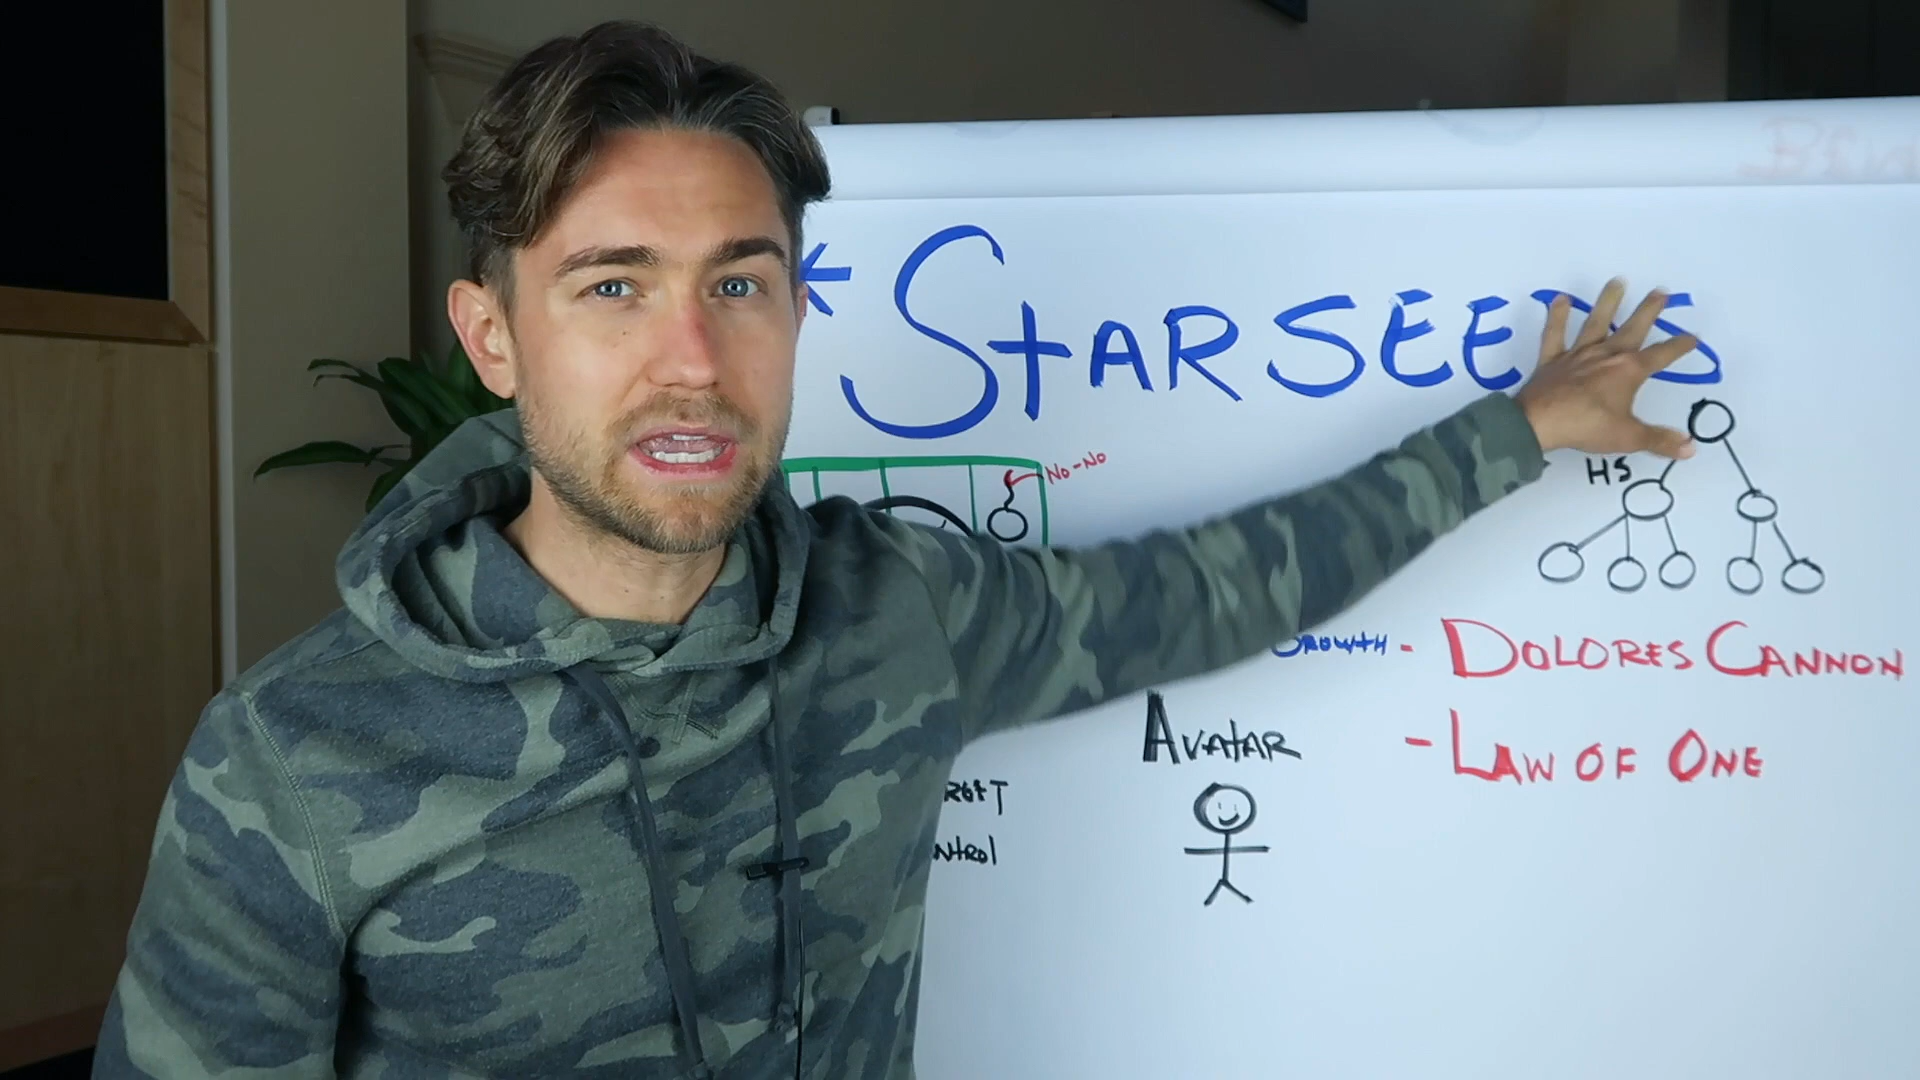 * STARSEEDS
No-No
HS
GROWTH - DOLORES CANNON
AVATAR
- LAW OF ONE